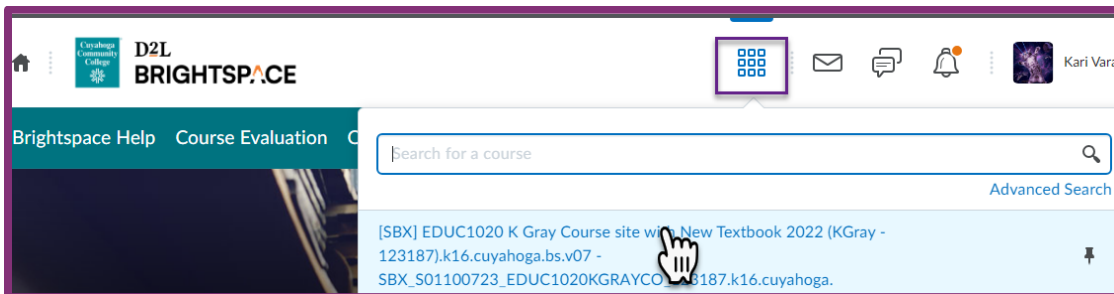 Cuyahoga
Community
College
D2L
BRIGHTSPACE
Kari Vara
Brightspace Help Course Evaluation C
Search for a course
Advanced Search
[SBX] EDUC1020 K Gray Course site with New Textbook 2022 (KGray -
123187).k16.cuyahoga.bs.v07 -
SBX_S01100723_EDUC1020KGRAYCO 187.k16.cuyahoga.